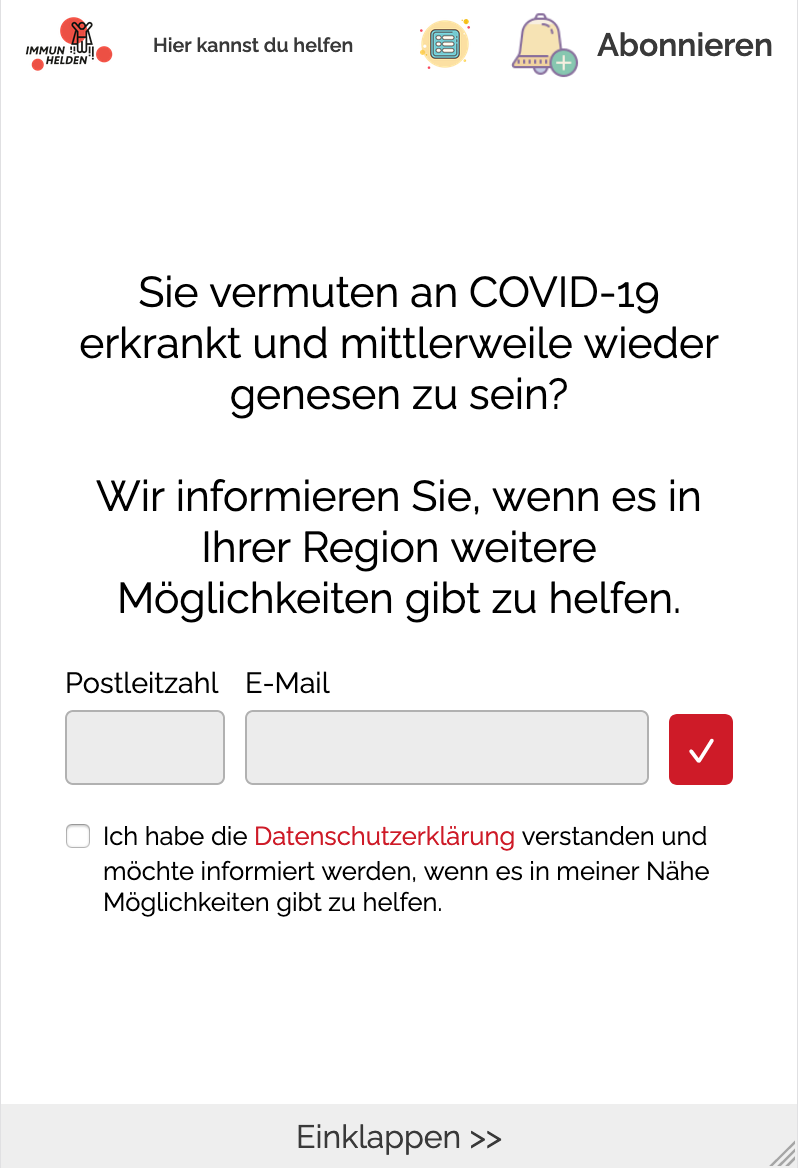 IMMUN
HELDEN
Hier kannst du helfen
Abonnieren
Sie vermuten an COVID-19
erkrankt und mittlerweile wieder
genesen zu sein?
Wir informieren Sie, wenn es in
Ihrer Region weitere
Möglichkeiten gibt zu helfen.
Postleitzahl E-Mail
Ich habe die Datenschutzerklärung verstanden und
möchte informiert werden, wenn es in meiner Nähe
Möglichkeiten gibt zu helfen.
Einklappen >>